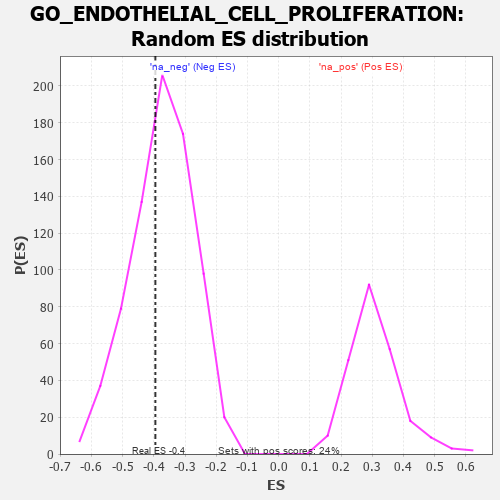 GO_ENDOTHELIAL_CELL_PROLIFERATION:
Random ES distribution
'na_neg' (Neg ES)
'na_pos' (Pos ES)
P(ES)
200
180
160
140
120
100
80
60
40
20
0
Real ES -0.4
Sets with pos scores: 24%
-0.7 -0.6 -0.5 -0.4 -0.3 -0.2 -0.1 0.0 0.1 0.2 0.3 0.4 0.5 0.6
ES